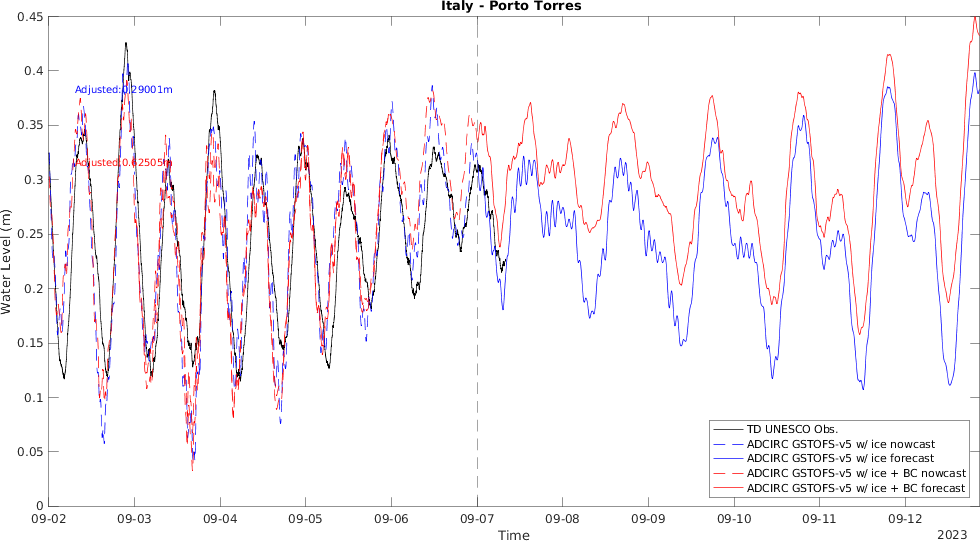 Italy - Porto Torres
0.45
0.4
0.35
0.3
0.25
0.2
0.15
0.1
0.05
0
Water Level (m)
Adjusted:0.29001m
Adjusted:0.62505m
TD UNESCO Obs.
ADCIRC GSTOFS-v5 w/ ice nowcast
ADCIRC GSTOFS-v5 w/ ice forecast
ADCIRC GSTOFS-v5 w/ ice + BC nowcast
ADCIRC GSTOFS-v5 w/ ice + BC forecast
09-02 09-03 09-04 09-05 09-06 09-07 09-08 09-09 09-10 09-11 09-12
Time
2023